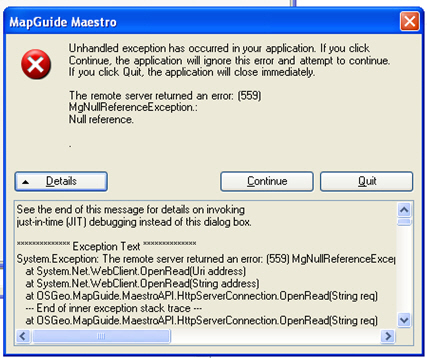 MapGuide Maestro
Unhandled exception has occurred in your application. If you click
Continue, the application will ignore this error and attempt to continue.
If you click Quit, the application will close immediately.
The remote server returned an error: (559)
MgNullReferenceException.:
Null reference.
.
Details
Continue
Quit
See the end of this message for details on invoking
just-in-time (JIT) debugging instead of this dialog box.
************** Exception Text **************
System.Exception: The remote server returned an error: (559) MgNullReferenceExcep
at System.Net.WebClient.OpenRead(Uri address)
at System.Net.WebClient.OpenRead(String address)
at OSGeo.MapGuide.MaestroAPI.HttpServerConnection.OpenRead(String req)
--- End of inner exception stack trace ---
at OSGeo.MapGuide.MaestroAPI.HttpServerConnection.OpenRead(String req)